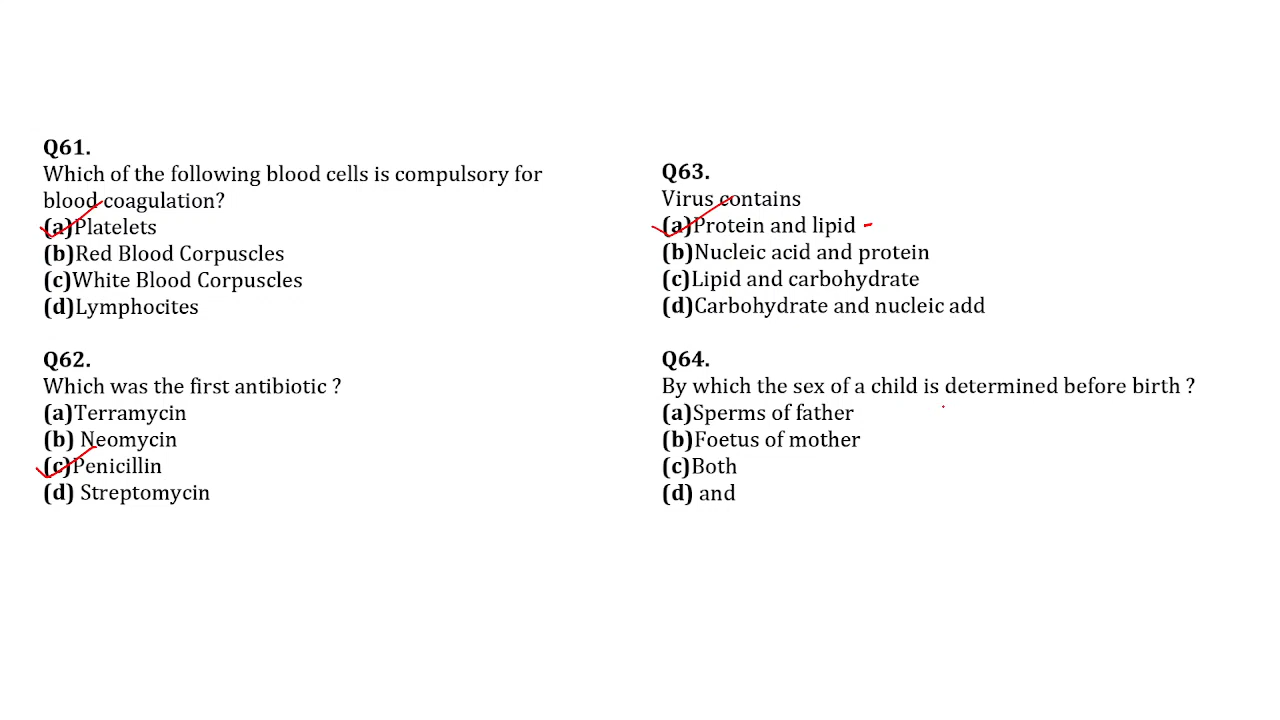 Q61.
Which of the following blood cells is compulsory for
blood coagulation?
(a)Platelets
(b)Red Blood Corpuscles
(c)White Blood Corpuscles
(d)Lymphocites
Q62.
Which was the first antibiotic ?
(a)Terramycin
(b) Neomycin
(c)Penicillin
(d) Streptomycin
Q63.
Virus contains
(a)Protein and lipid
(b)Nucleic acid and protein
(c)Lipid and carbohydrate
(d)Carbohydrate and nucleic add
Q64.
By which the sex of a child is determined before birth ?
(a)Sperms of father
(b)Foetus of mother
(c)Both
(d) and